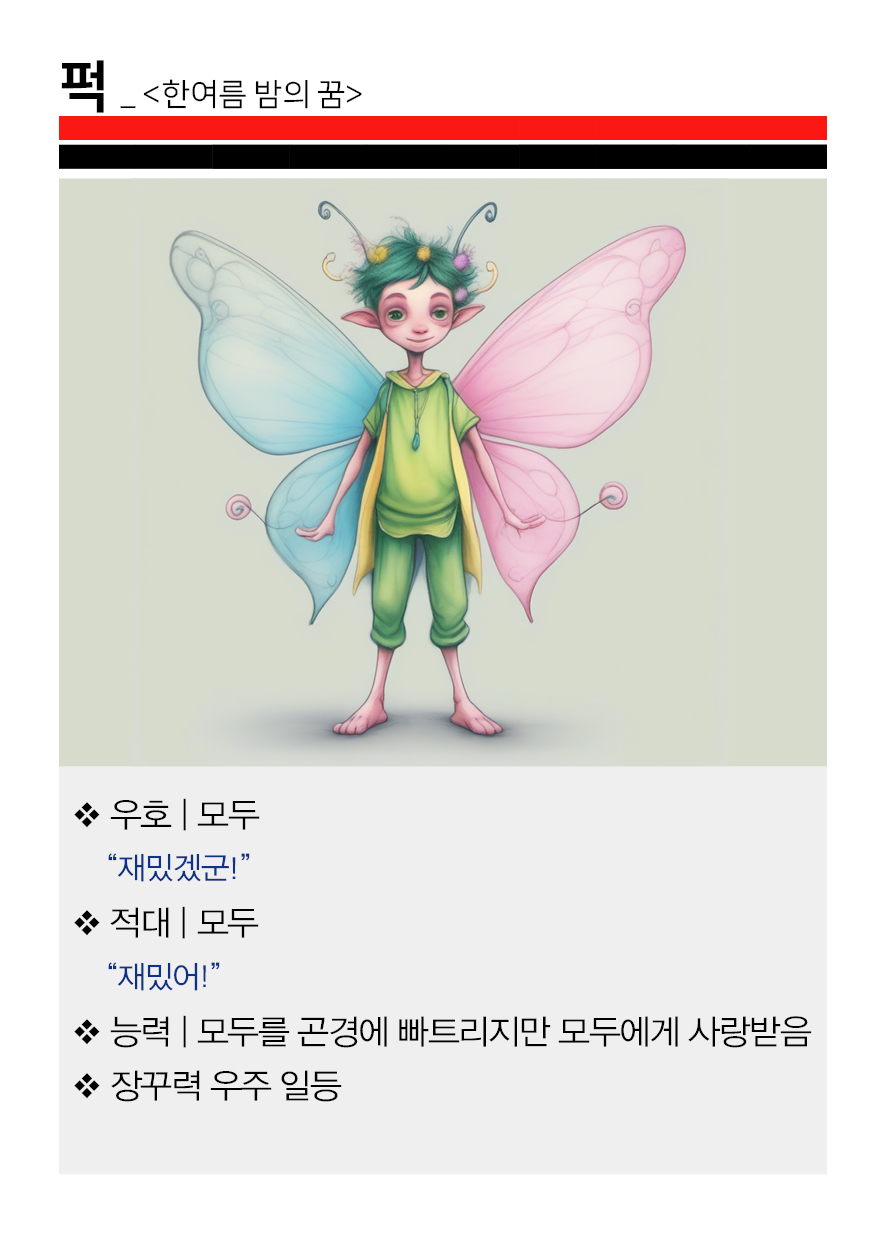 퍽 _ <한여름 밤의 꿈>
❖ 우호 | 모두
“재밌겠군!”
❖ 적대 | 모두
“재밌어!”
❖ 능력 | 모두를 곤경에 빠트리지만 모두에게 사랑받음
❖ 장꾸력 우주 일등